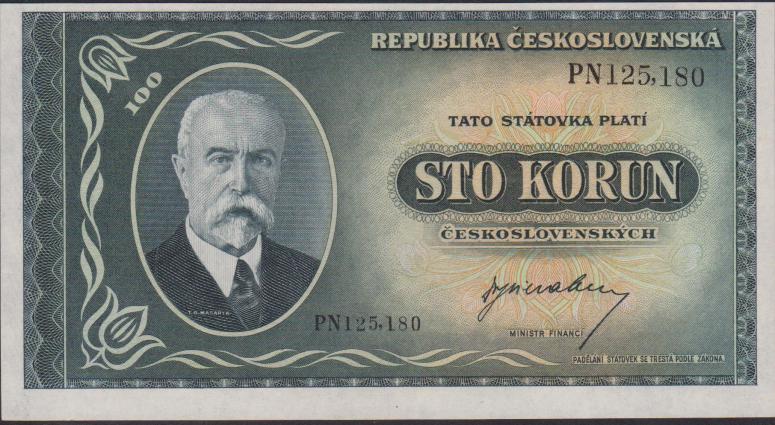 REPUBLIKA ČESKOSLOVENSKÁ
PN125,180
100
TATO STÁTOVKA PLATÍ
STO KORUN
ČESKOSLOVENSKÝCH
T. G. MASARYK
PN125,180
MINISTR FINANCÍ
PADĚLÁNÍ STÁTOVEK SE TRESTÁ PODLE ZÁKONA.